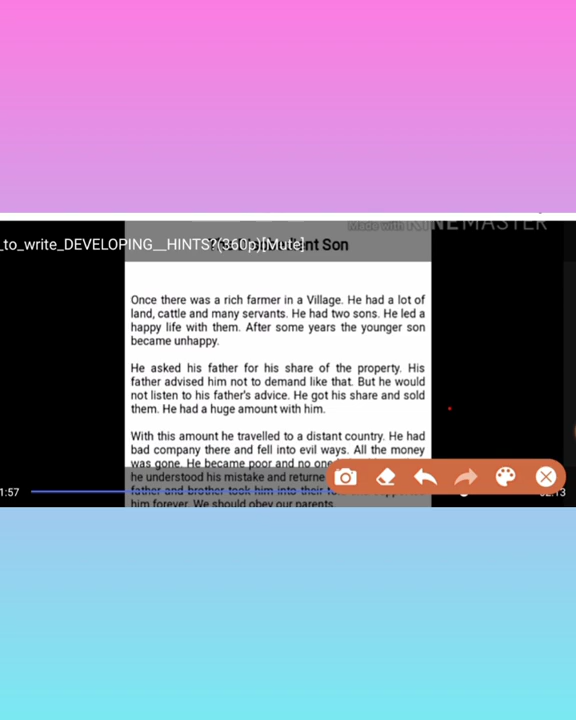 Made with KINEMASTER
_to_write_DEVELOPING__HINTS (360p)[Mute]
nt Son
Once there was a rich farmer in a Village. He had a lot of
land, cattle and many servants. He had two sons. He led a
happy life with them. After some years the younger son
became unhappy.
He asked his father for his share of the property. His
father advised him not to demand like that. But he would
not listen to his father's advice. He got his share and sold
them. He had a huge amount with him.
With this amount he travelled to a distant country. He had
bad company there and fell into evil ways. All the money
was gone. He became poor and no one
he understood his mistake and returne
father and brother took him into their
him forever. We should obey our parents.
1:57
02:13